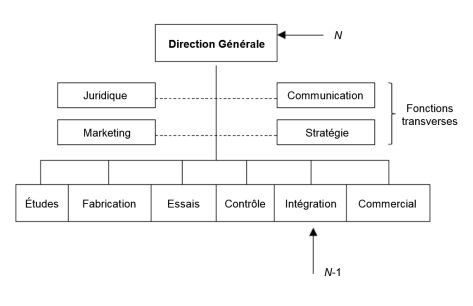 Direction Générale
N
Juridique
Communication
Marketing
Stratégie
Fonctions
transverses
Études
Fabrication
Essais
Contrôle
Intégration
Commercial
N-1